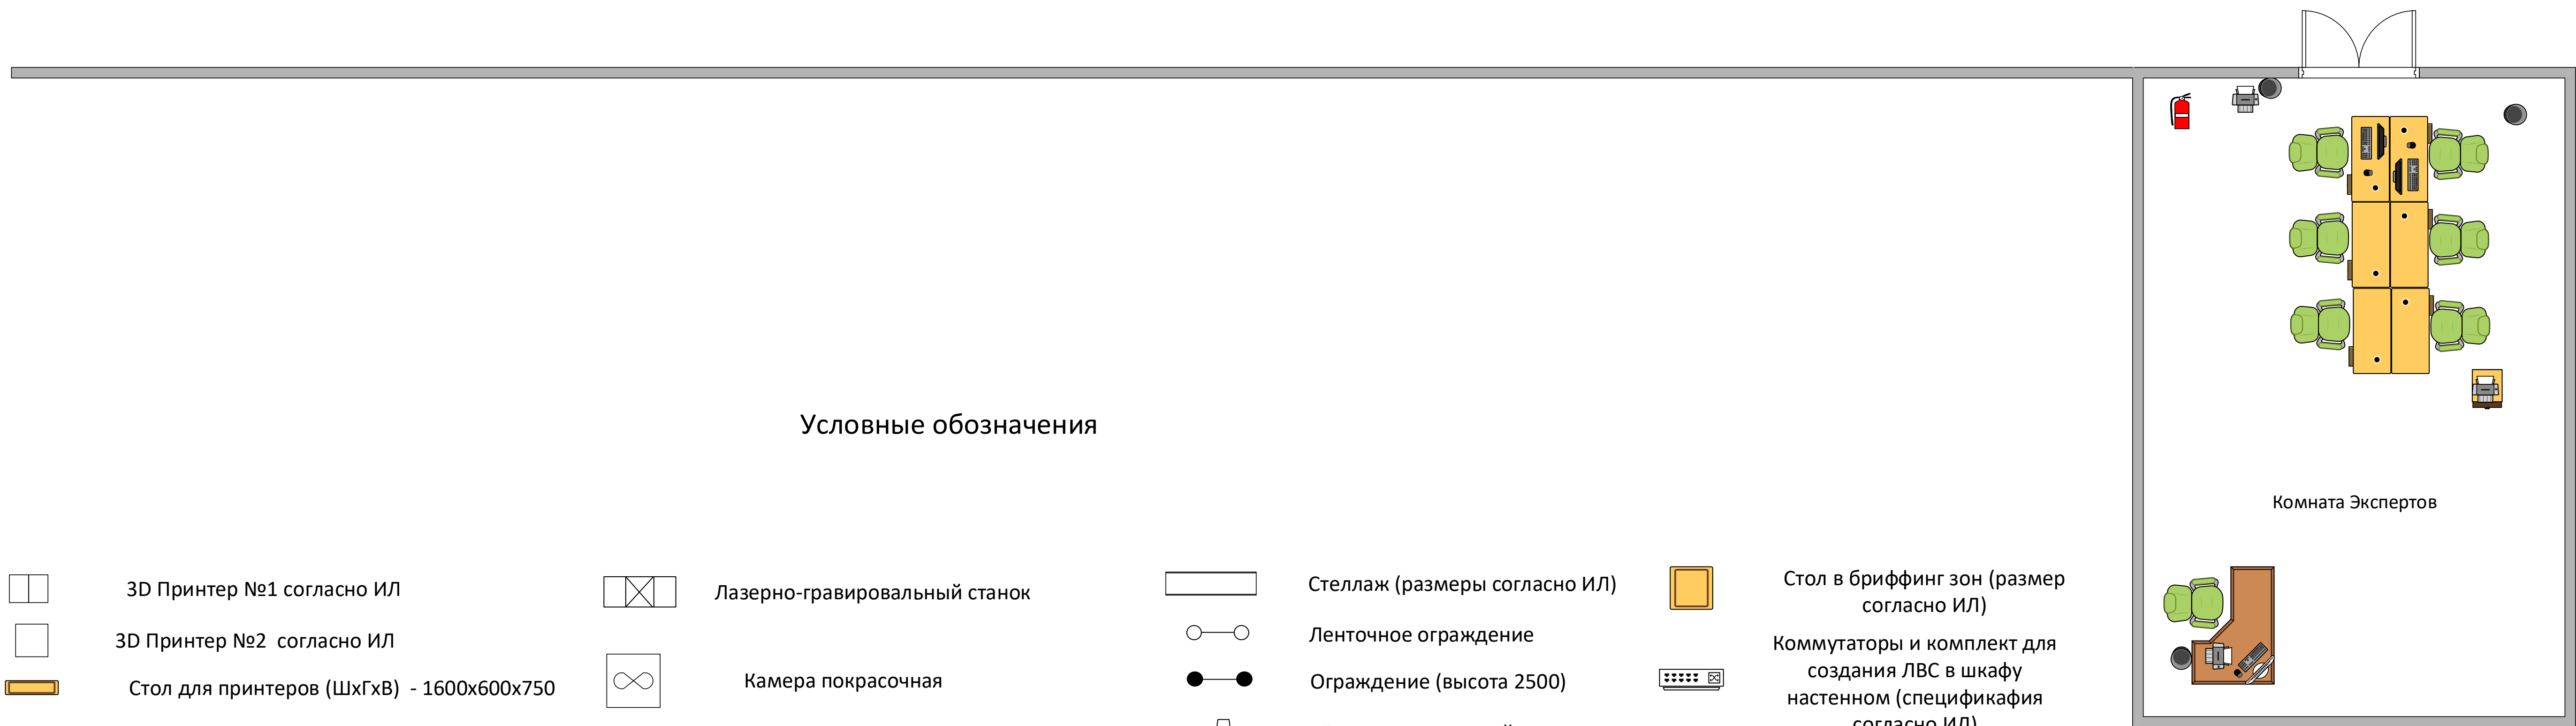 Условные обозначения
Комната Экспертов
3D Принтер №1 согласно ИЛ
3D Принтер №2 согласно ИЛ
Стол для принтеров (ШхГхВ) - 1600х600х750
Лазерно-гравировальный станок
Камера покрасочная
Стеллаж (размеры согласно ИЛ)
Ленточное ограждение
Ограждение (высота 2500)
Стол в бриффинг зон (размер
согласно ИЛ)
Коммутаторы и комплект для
создания ЛВС в шкафу
настенном (спецификафия
согласно ИЛ)